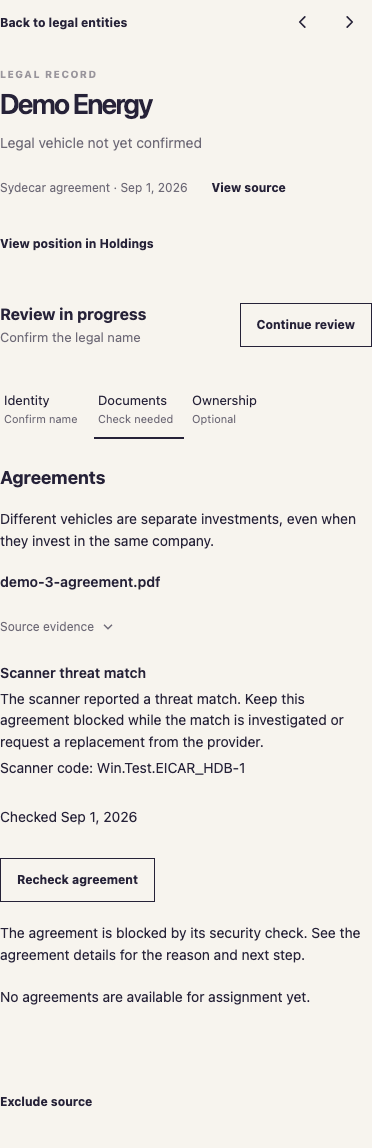 Back to legal entities
LEGAL RECORD
Demo Energy
Legal vehicle not yet confirmed
Sydecar agreement · Sep 1, 2026 View source
View position in Holdings
Review in progress
Confirm the legal name
Continue review
Identity Documents Ownership
Confirm name Check needed Optional
Agreements
Different vehicles are separate investments, even when
they invest in the same company.
demo-3-agreement.pdf
Source evidence
Scanner threat match
The scanner reported a threat match. Keep this
agreement blocked while the match is investigated or
request a replacement from the provider.
Scanner code: Win.Test.EICAR_HDB-1
Checked Sep 1, 2026
Recheck agreement
The agreement is blocked by its security check. See the
agreement details for the reason and next step.
No agreements are available for assignment yet.
Exclude source